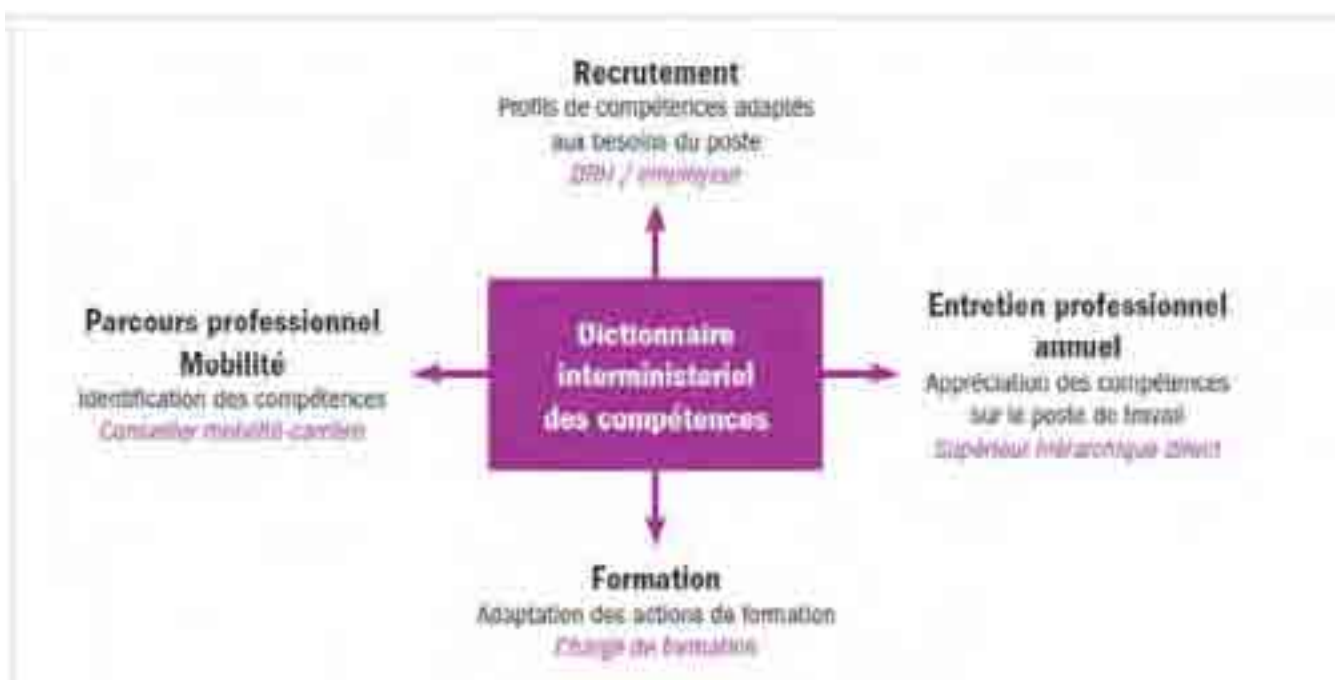 Recrutement
Profils de compétences adaptés
aux besoins du poste
DRH / employeur
Parcours professionnel
Mobilité
Identification des compétences
Conseiller mobilité-carrière
Dictionnaire
interministériel
des compétences
Entretien professionnel
annuel
Appréciation des compétences
sur le poste de travail
Supérieur hiérarchique direct
Formation
Adaptation des actions de formation
Chargé de formation